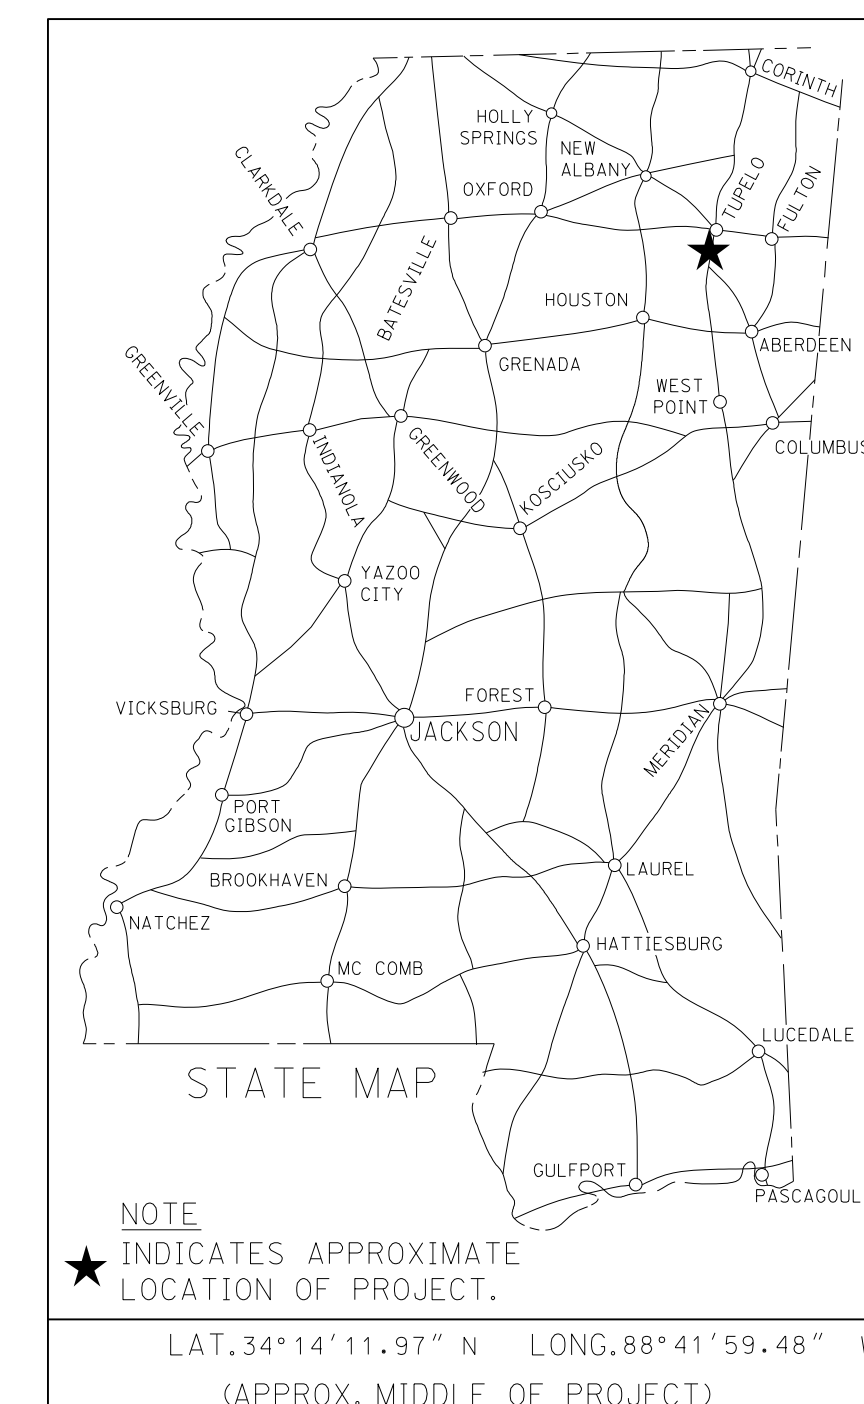 CORINTH
HOLLY
SPRINGS
NEW
ALBANY
CLARKDALE
OXFORD
TUPELO
FULTON
BATESVILLE
HOUSTON
ABERDEEN
GREENVILLE
GRENADA
WEST
POINT
COLUMBUS
INDIANOLA
GREENWOOD
KOSCIUSKO
YAZOO
CITY
VICKSBURG
FOREST
JACKSON
MERIDIAN
PORT
GIBSON
BROOKHAVEN
LAUREL
NATCHEZ
HATTIESBURG
MC COMB
LUCEDALE
STATE MAP
GULFPORT
PASCAGOUL
NOTE
INDICATES APPROXIMATE
LOCATION OF PROJECT.
LAT.34°14'11.97" N LONG.88°41'59.48" W
(APPROX. MIDDLE OF PROJECT)